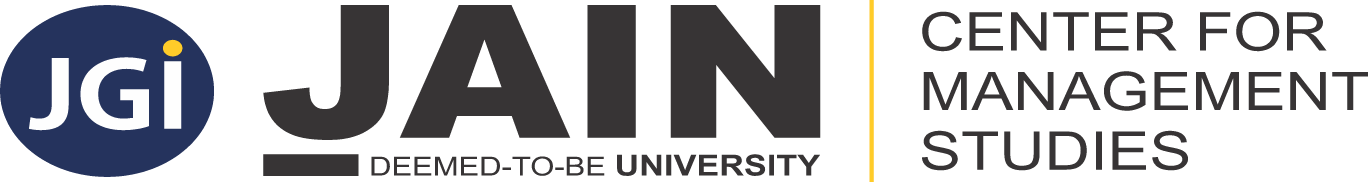 JGi
JAIN
DEEMED-TO-BE UNIVERSITY
CENTER FOR
MANAGEMENT
STUDIES